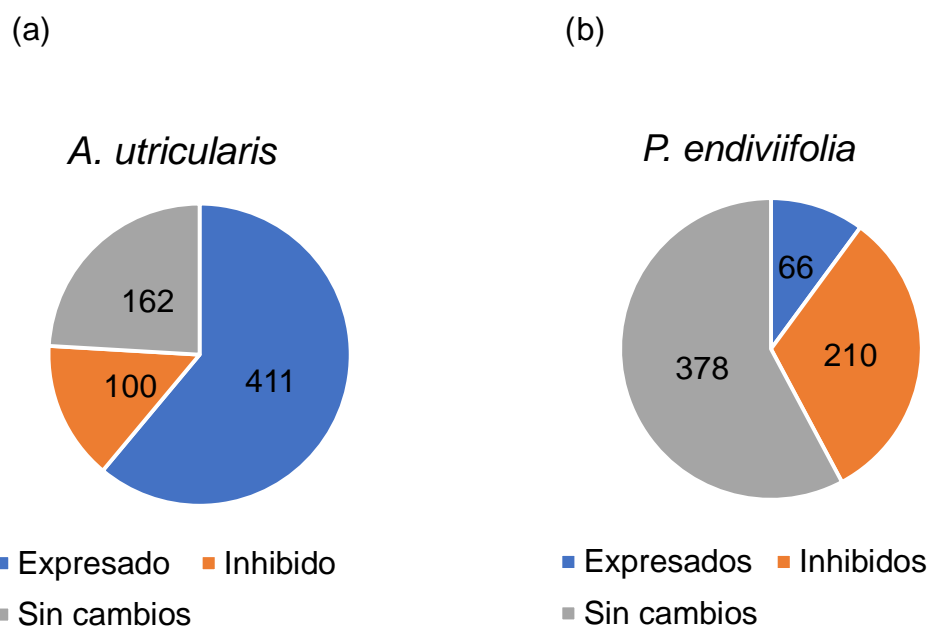 (a)
(b)
A. utricularis
162
100
411
Expresado Inhibido
Sin cambios
P. endiviifolia
66
378
210
Expresados Inhibidos
Sin cambios